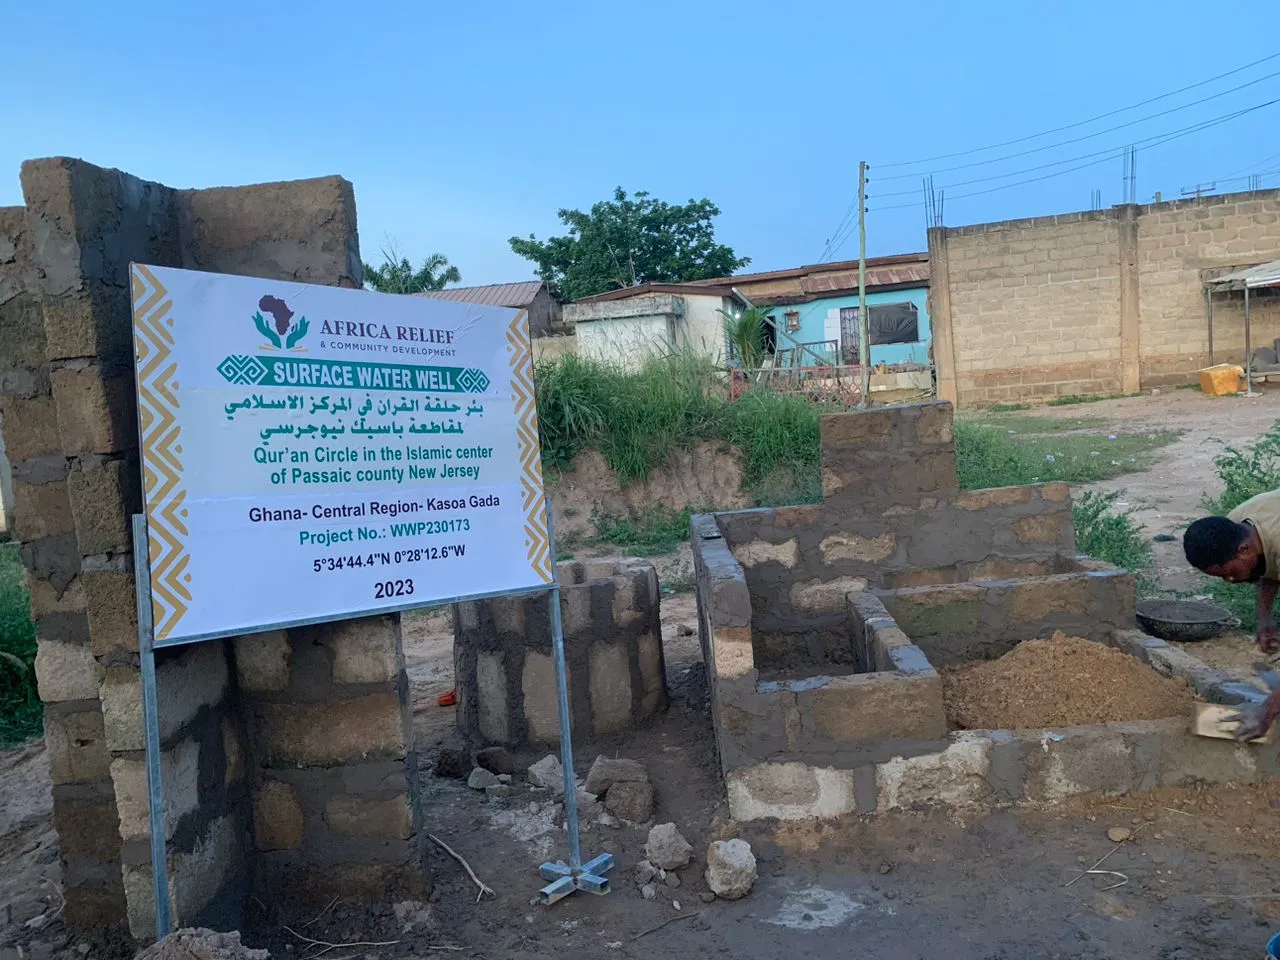 AFRICA RELIEF
& COMMUNITY DEVELOPMENT
SURFACE WATER WELL
بئر حلقة القران في المركز الإسلامي
لمقاطعة باسيك نيوجرسي
Qur'an Circle in the Islamic center
of Passaic county New Jersey
Ghana- Central Region- Kasoa Gada
Project No.: WWP230173
5°34'44.4"N 0°28'12.6"W
2023